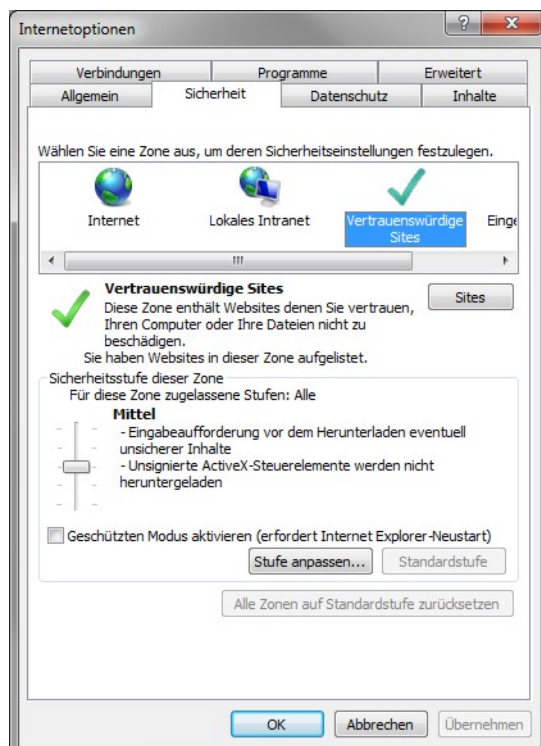 Internetoptionen
Verbindungen Programme Erweitert
Allgemein Sicherheit Datenschutz Inhalte
Wählen Sie eine Zone aus, um deren Sicherheitseinstellungen festzulegen.
Internet Lokales Intranet Vertrauenswürdige Einge
Sites
Vertrauenswürdige Sites Sites
Diese Zone enthält Websites denen Sie vertrauen,
Ihren Computer oder Ihre Dateien nicht zu
beschädigen.
Sie haben Websites in dieser Zone aufgelistet.
Sicherheitsstufe dieser Zone
Für diese Zone zugelassene Stufen: Alle
Mittel
- Eingabeaufforderung vor dem Herunterladen eventuell
unsicherer Inhalte
- Unsignierte ActiveX-Steuerelemente werden nicht
heruntergeladen
Geschützten Modus aktivieren (erfordert Internet Explorer-Neustart)
Stufe anpassen... Standardstufe
Alle Zonen auf Standardstufe zurücksetzen
OK Abbrechen Übernehmen